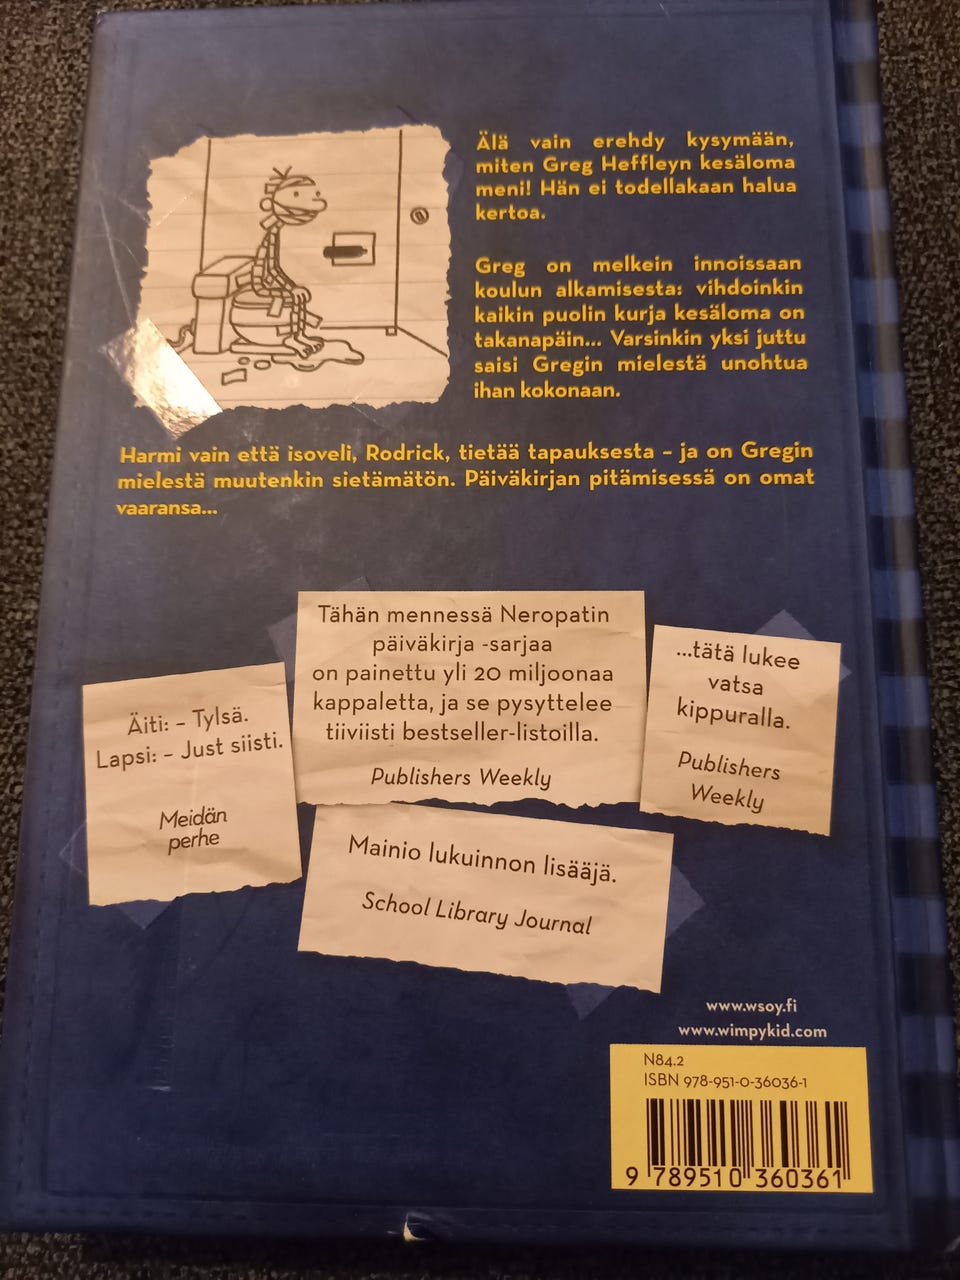 Älä vain erehdy kysymään,
miten Greg Heffleyn kesäloma
meni! Hän ei todellakaan halua
kertoa.
Greg on melkein innoissaan
koulun alkamisesta: vihdoinkin
kaikin puolin kurja kesäloma on
takanapäin... Varsinkin yksi juttu
saisi Gregin mielestä unohtua
ihan kokonaan.
Harmi vain että isoveli, Rodrick, tietää tapauksesta – ja on Gregin
mielestä muutenkin sietämätön. Päiväkirjan pitämisessä on omat
vaaransa...
Äiti: – Tylsä.
Lapsi: – Just siisti.
Meidän
perhe
Tähän mennessä Neropatin
päiväkirja -sarjaa
on painettu yli 20 miljoonaa
kappaletta, ja se pysyttelee
tiiviisti bestseller-listoilla.
Publishers Weekly
...tätä lukee
vatsa
kippuralla.
Publishers
Weekly
Mainio lukuinnon lisääjä.
School Library Journal
www.wsoy.fi
www.wimpykid.com
N84.2
ISBN 978-951-0-36036-1
9 789510 360361